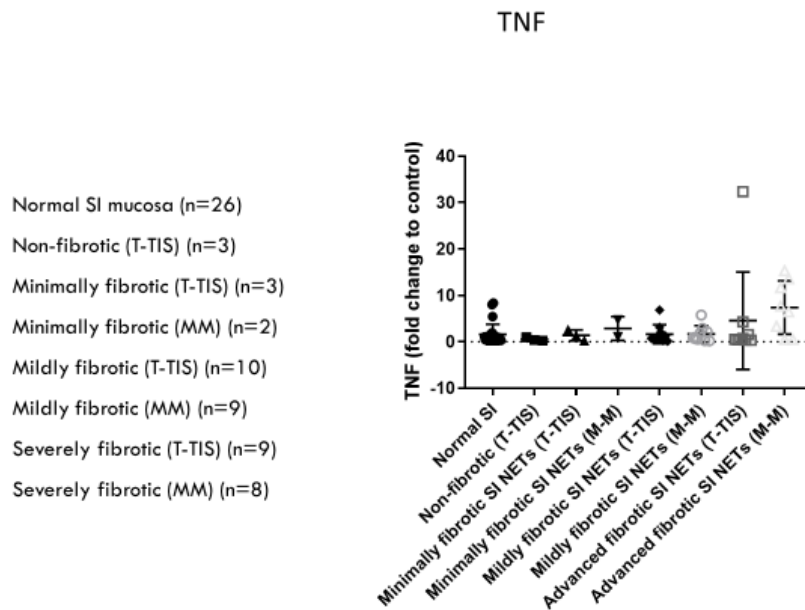 TNF
Normal SI mucosa (n=26)
Non-fibrotic (T-TIS) (n=3)
Minimally fibrotic (T-TIS) (n=3)
Minimally fibrotic (MM) (n=2)
Mildly fibrotic (T-TIS) (n=10)
Mildly fibrotic (MM) (n=9)
Severely fibrotic (T-TIS) (n=9)
Severely fibrotic (MM) (n=8)
TNF (fold change to control)
40
30
20
10
0
-10
Normal SI
Non-fibrotic (T-TIS)
Minimally fibrotic SI NETs (T-TIS)
Minimally fibrotic SI NETs (M-M)
Mildly fibrotic SI NETs (T-TIS)
Mildly fibrotic SI NETs (M-M)
Advanced fibrotic SI NETs (T-TIS)
Advanced fibrotic SI NETs (M-M)